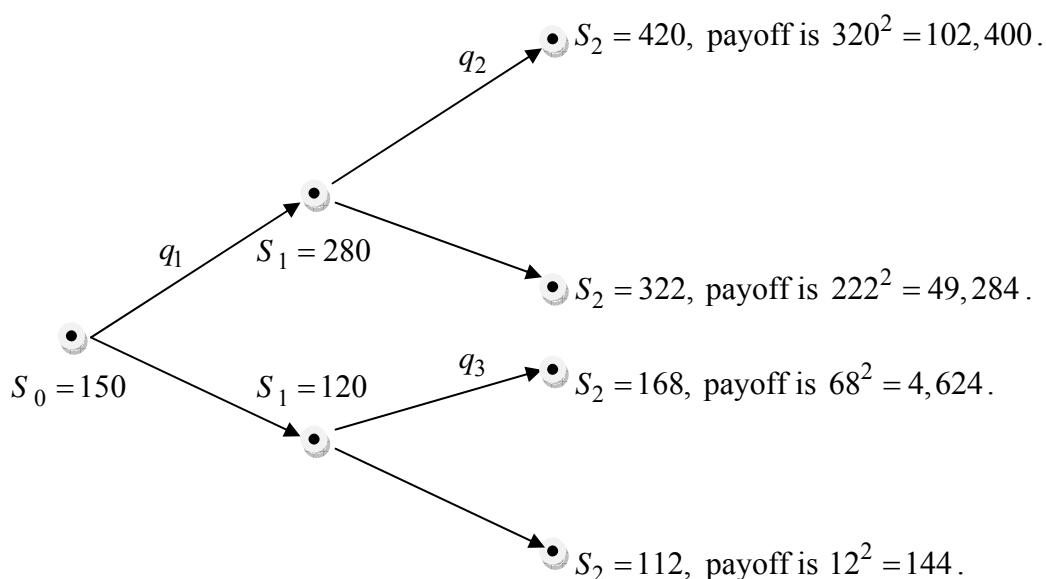 S₂ = 420, payoff is 320² = 102,400.
q₂
q₁
S₁ = 280
S₂ = 322, payoff is 222² = 49,284.
S₀ = 150
S₁ = 120
q₃
S₂ = 168, payoff is 68² = 4,624.
S₂ = 112, payoff is 12² = 144.